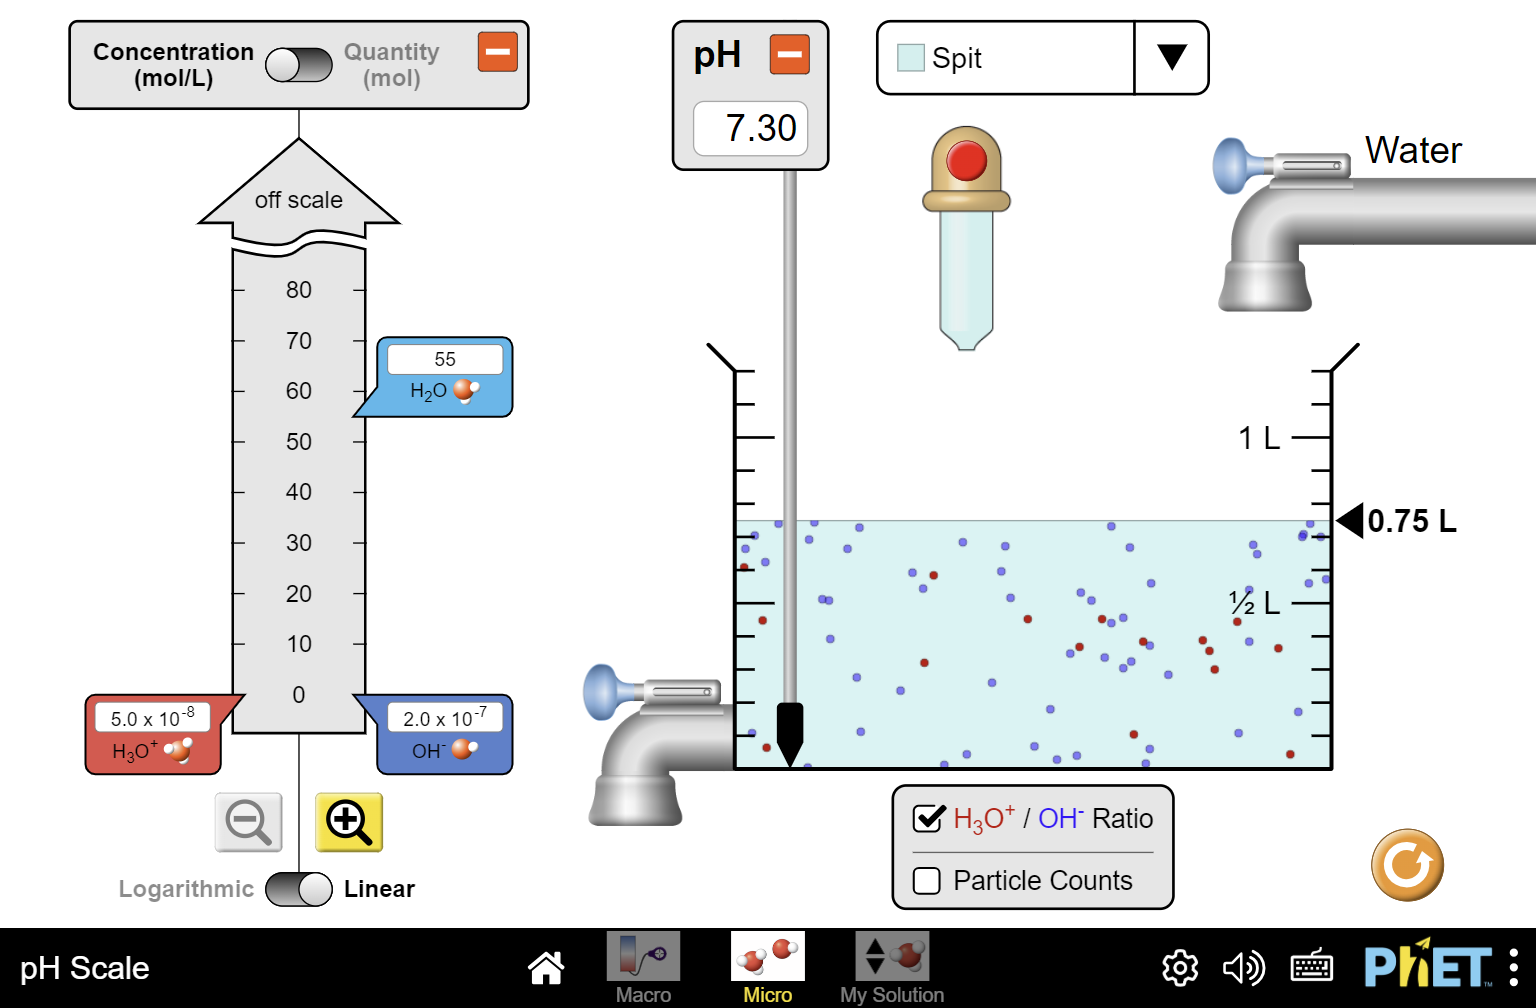 Concentration
(mol/L)
Quantity
(mol)
off scale
80
70
60
50
40
30
20
10
0
55
H₂O
5.0 x 10⁻⁸
H₃O⁺
2.0 x 10⁻⁷
OH⁻
Logarithmic
Linear
pH
7.30
Spit
Water
1 L
0.75 L
½ L
H₃O⁺ / OH⁻ Ratio
Particle Counts
pH Scale
Macro
Micro
My Solution
PhET™